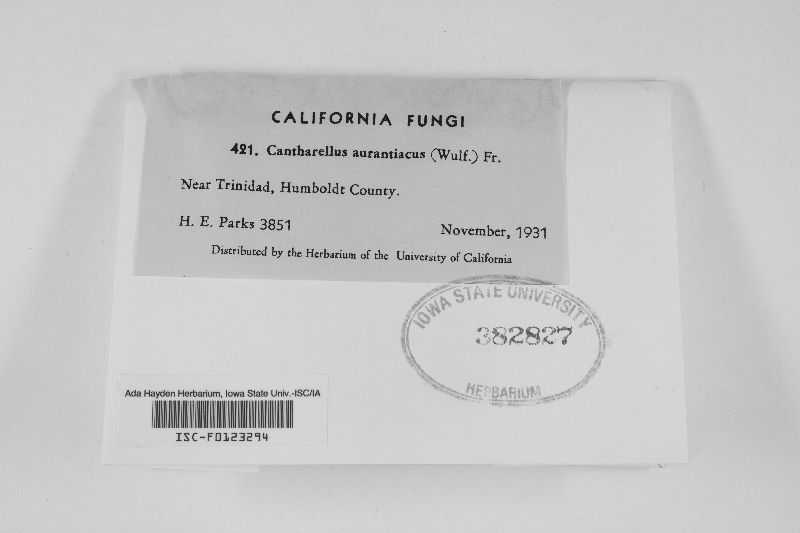 CALIFORNIA FUNGI
421. Cantharellus aurantiacus (Wulf.) Fr.
Near Trinidad, Humboldt County.
H. E. Parks 3851 November, 1931
Distributed by the Herbarium of the University of California
IOWA STATE UNIVERSITY
382827
HERBARIUM
Ada Hayden Herbarium, Iowa State Univ.-ISC/IA
ISC-F0123294